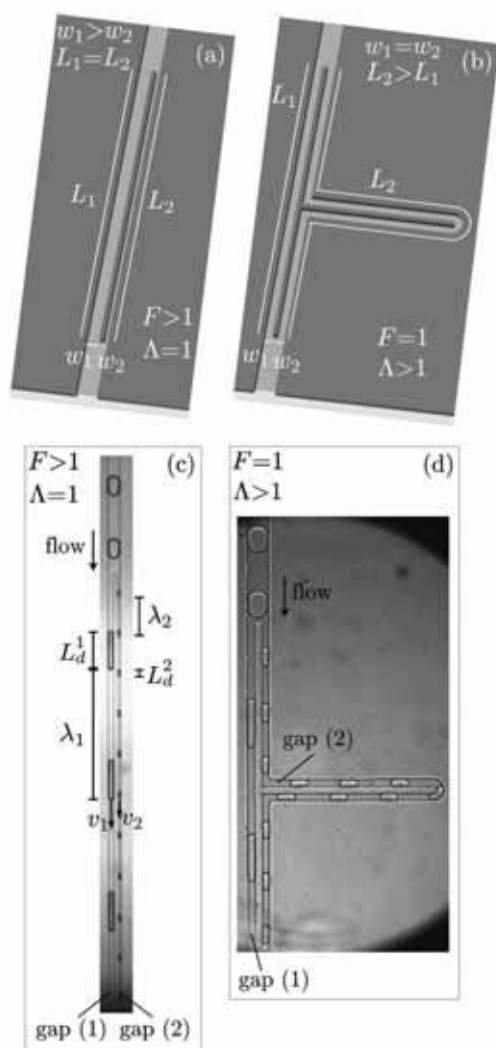 w₁>w₂
L₁=L₂
(a)
L₁
L₂
F>1
Λ=1
w₁ w₂
(b)
w₁=w₂
L₂>L₁
L₁
L₂
w₁ w₂
F=1
Λ>1
F>1
(c)
Λ=1
flow
λ₂
L_d¹
L_d²
λ₁
v₁ v₂
gap (1) gap (2)
F=1
(d)
Λ>1
flow
gap (2)
gap (1)